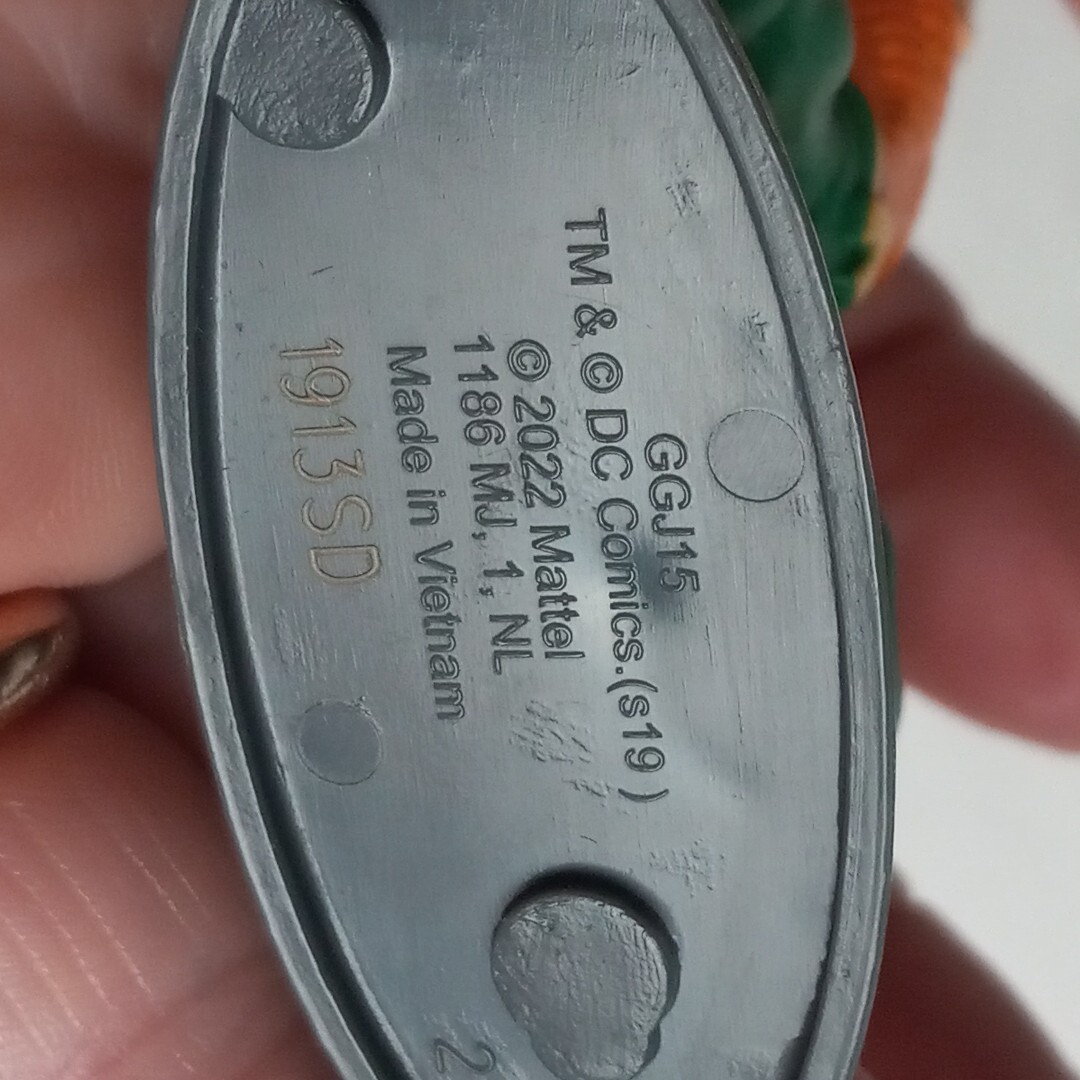 GGJ15
TM & © DC Comics.(s19)
© 2022 Mattel
1186 MJ, 1, NL
Made in Vietnam
1913SD
2